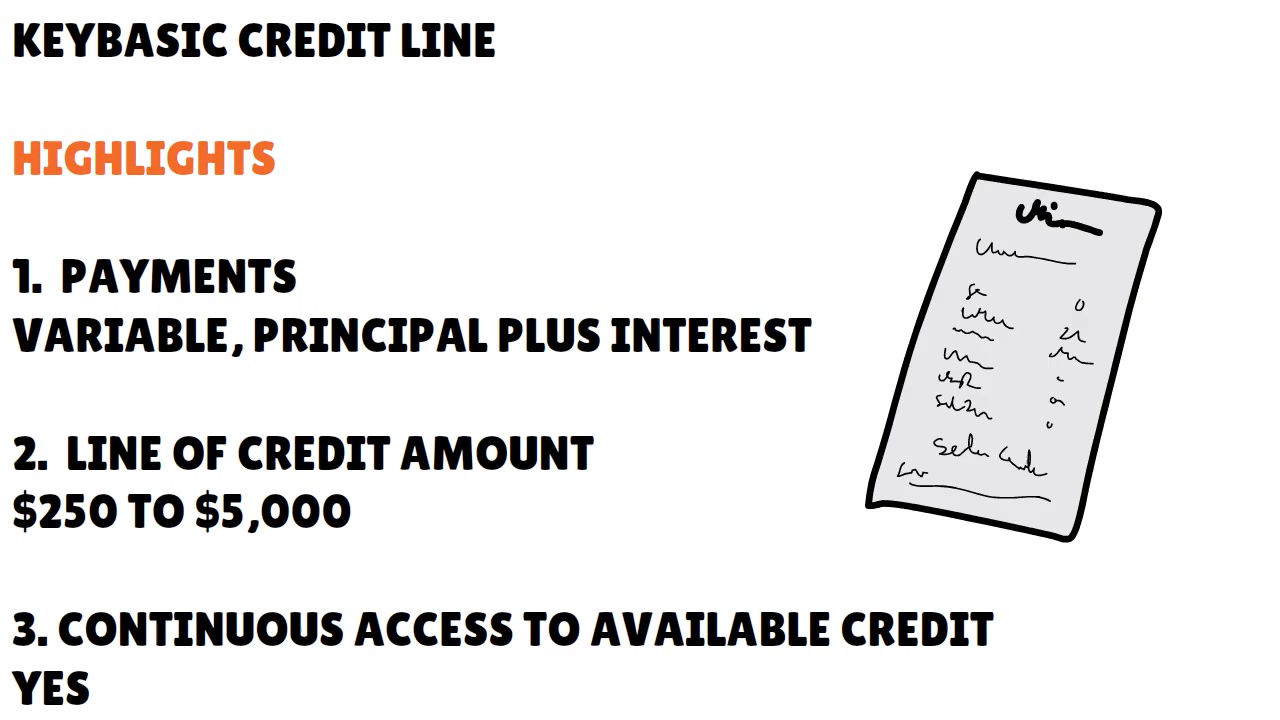 KEYBASIC CREDIT LINE
HIGHLIGHTS
1. PAYMENTS
VARIABLE, PRINCIPAL PLUS INTEREST
2. LINE OF CREDIT AMOUNT
$250 TO $5,000
3. CONTINUOUS ACCESS TO AVAILABLE CREDIT
YES